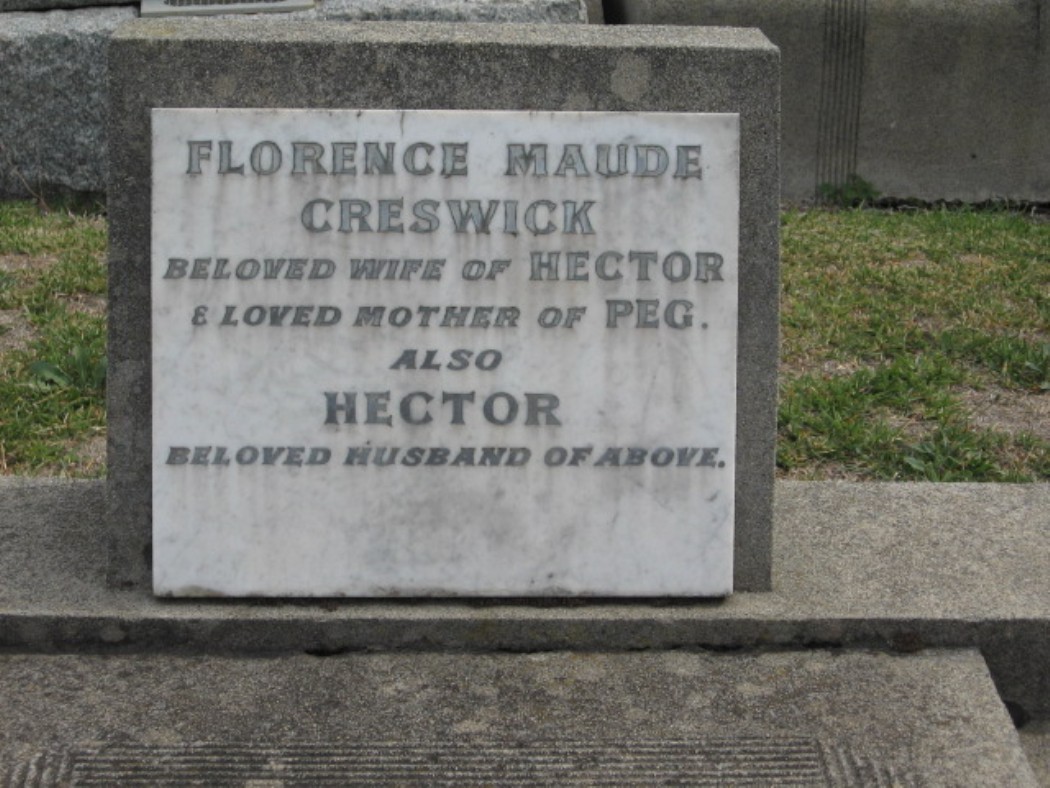 FLORENCE MAUDE
CRESWICK
BELOVED WIFE OF HECTOR
& LOVED MOTHER OF PEG.
ALSO
HECTOR
BELOVED HUSBAND OF ABOVE.